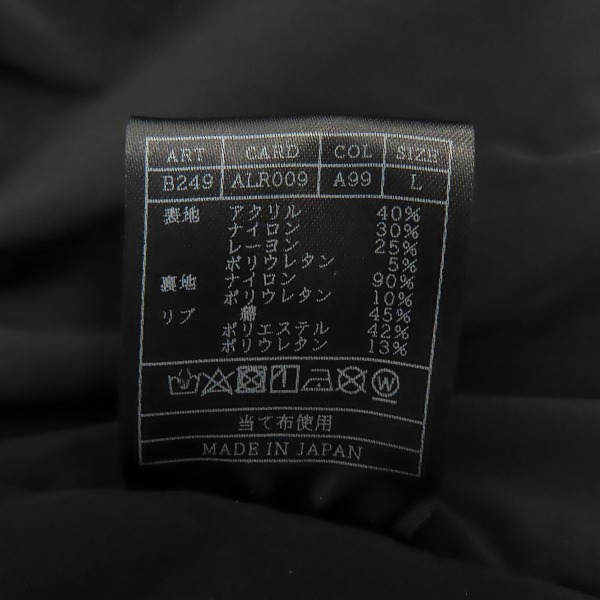 ART CARD COL SIZE
B249 ALR009 A99 L
表地 アクリル 40%
ナイロン 30%
レーヨン 25%
ポリウレタン 5%
裏地 ナイロン 90%
ポリウレタン 10%
リブ 綿 45%
ポリエステル 42%
ポリウレタン 13%
W
当て布使用
MADE IN JAPAN